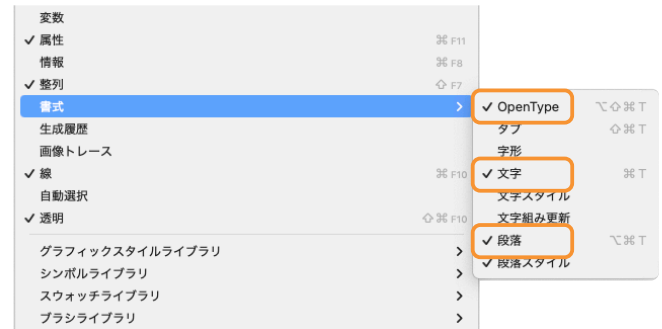 変数
✓ 属性 ⌘ F11
情報 ⌘ F8
✓ 整列 ⇧ F7
書式 >
生成履歴
画像トレース
✓ 線 ⌘ F10
自動選択
✓ 透明 ⇧ ⌘ F10
グラフィックスタイルライブラリ >
シンボルライブラリ >
スウォッチライブラリ >
ブラシライブラリ >
✓ OpenType ⌥ ⇧ ⌘ T
タブ ⇧ ⌘ T
字形
✓ 文字 ⌘ T
文字スタイル
文字組み更新
✓ 段落 ⌥ ⌘ T
✓ 段落スタイル